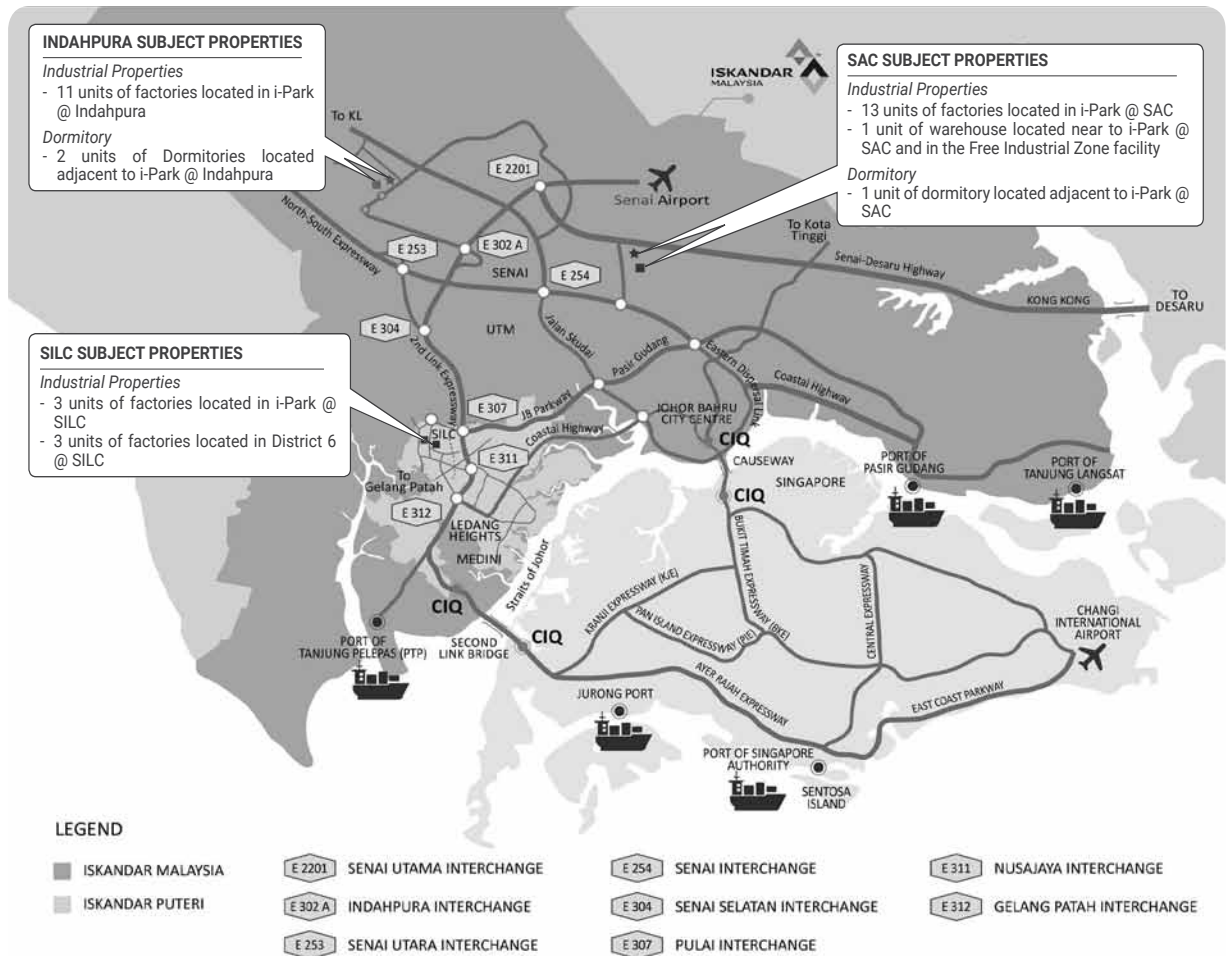 INDAHPURA SUBJECT PROPERTIES
Industrial Properties
- 11 units of factories located in i-Park
@ Indahpura
Dormitory
- 2 units of Dormitories located
adjacent to i-Park @ Indahpura
ISKANDAR
MALAYSIA
SAC SUBJECT PROPERTIES
Industrial Properties
- 13 units of factories located in i-Park @ SAC
- 1 unit of warehouse located near to i-Park @
SAC and in the Free Industrial Zone facility
Dormitory
- 1 unit of dormitory located adjacent to i-Park @
SAC
To KL
E 2201
Senai Airport
North-South Expressway
E 253
E 302 A
SENAI
E 254
To Kota
Tinggi
Senai-Desaru Highway
KONG KONG
TO
DESARU
E 304
UTM
2nd Link Expressway
Jalan Skudai
Pasir Gudang
Eastern Dispersal Link
Coastal Highway
SILC SUBJECT PROPERTIES
Industrial Properties
- 3 units of factories located in i-Park @
SILC
- 3 units of factories located in District 6
@ SILC
E 307
JB Parkway
SILC
Coastal Highway
JOHOR BAHRU
CITY CENTRE
CIQ
E 311
To
Gelang Patah
CAUSEWAY
SINGAPORE
CIQ
PORT OF
PASIR GUDANG
PORT OF
TANJUNG LANGSAT
E 312
LEDANG
HEIGHTS
MEDINI
Straits of Johor
CIQ
PORT OF
TANJUNG PELEPAS (PTP)
SECOND
LINK BRIDGE
CIQ
KRANJI EXPRESSWAY (KJE)
PAN ISLAND EXPRESSWAY (PIE)
BUKIT TIMAH EXPRESSWAY (BKE)
CENTRAL EXPRESSWAY
CHANGI
INTERNATIONAL
AIRPORT
AYER RAJAH EXPRESSWAY
EAST COAST PARKWAY
JURONG PORT
PORT OF SINGAPORE
AUTHORITY
SENTOSA
ISLAND
LEGEND
ISKANDAR MALAYSIA
ISKANDAR PUTERI
E 2201 SENAI UTAMA INTERCHANGE
E 302 A INDAHPURA INTERCHANGE
E 253 SENAI UTARA INTERCHANGE
E 254 SENAI INTERCHANGE
E 304 SENAI SELATAN INTERCHANGE
E 307 PULAI INTERCHANGE
E 311 NUSAJAYA INTERCHANGE
E 312 GELANG PATAH INTERCHANGE